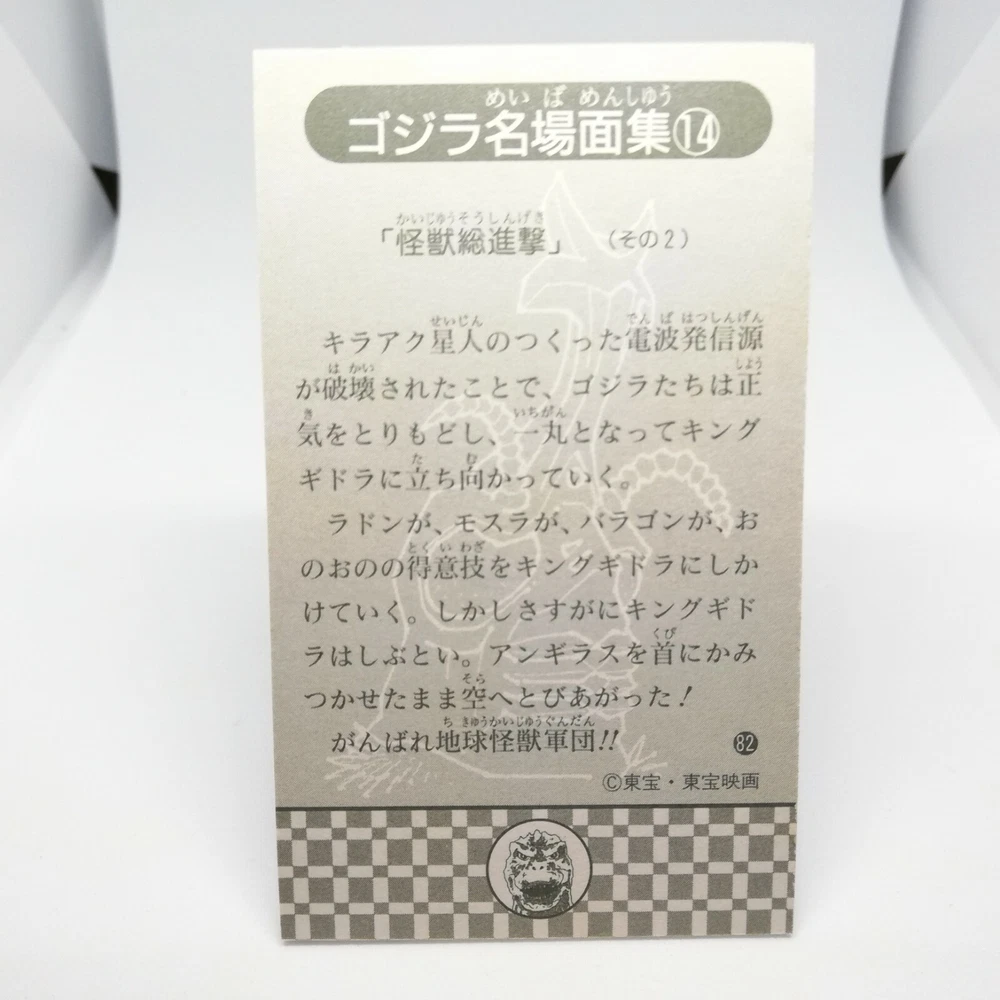 めいばめんしゅう
ゴジラ名場面集⑭
かいじゅうそうしんげき
「怪獣総進撃」 (その2)
せいじん でんぱはつしんげん
キラアク星人のつくった電波発信源
はかい しょう
が破壊されたことで、ゴジラたちは正
き いちがん
気をとりもどし、一丸となってキング
た む
ギドラに立ち向かっていく。
ラドンが、モスラが、バラゴンが、お
とくいわざ
のおのの得意技をキングギドラにしか
けていく。しかしさすがにキングギド
くび
ラはしぶとい。アンギラスを首にかみ
そら
つかせたまま空へとびあがった!
ちきゅうかいじゅうぐんだん
がんばれ地球怪獣軍団!!
82
©東宝・東宝映画